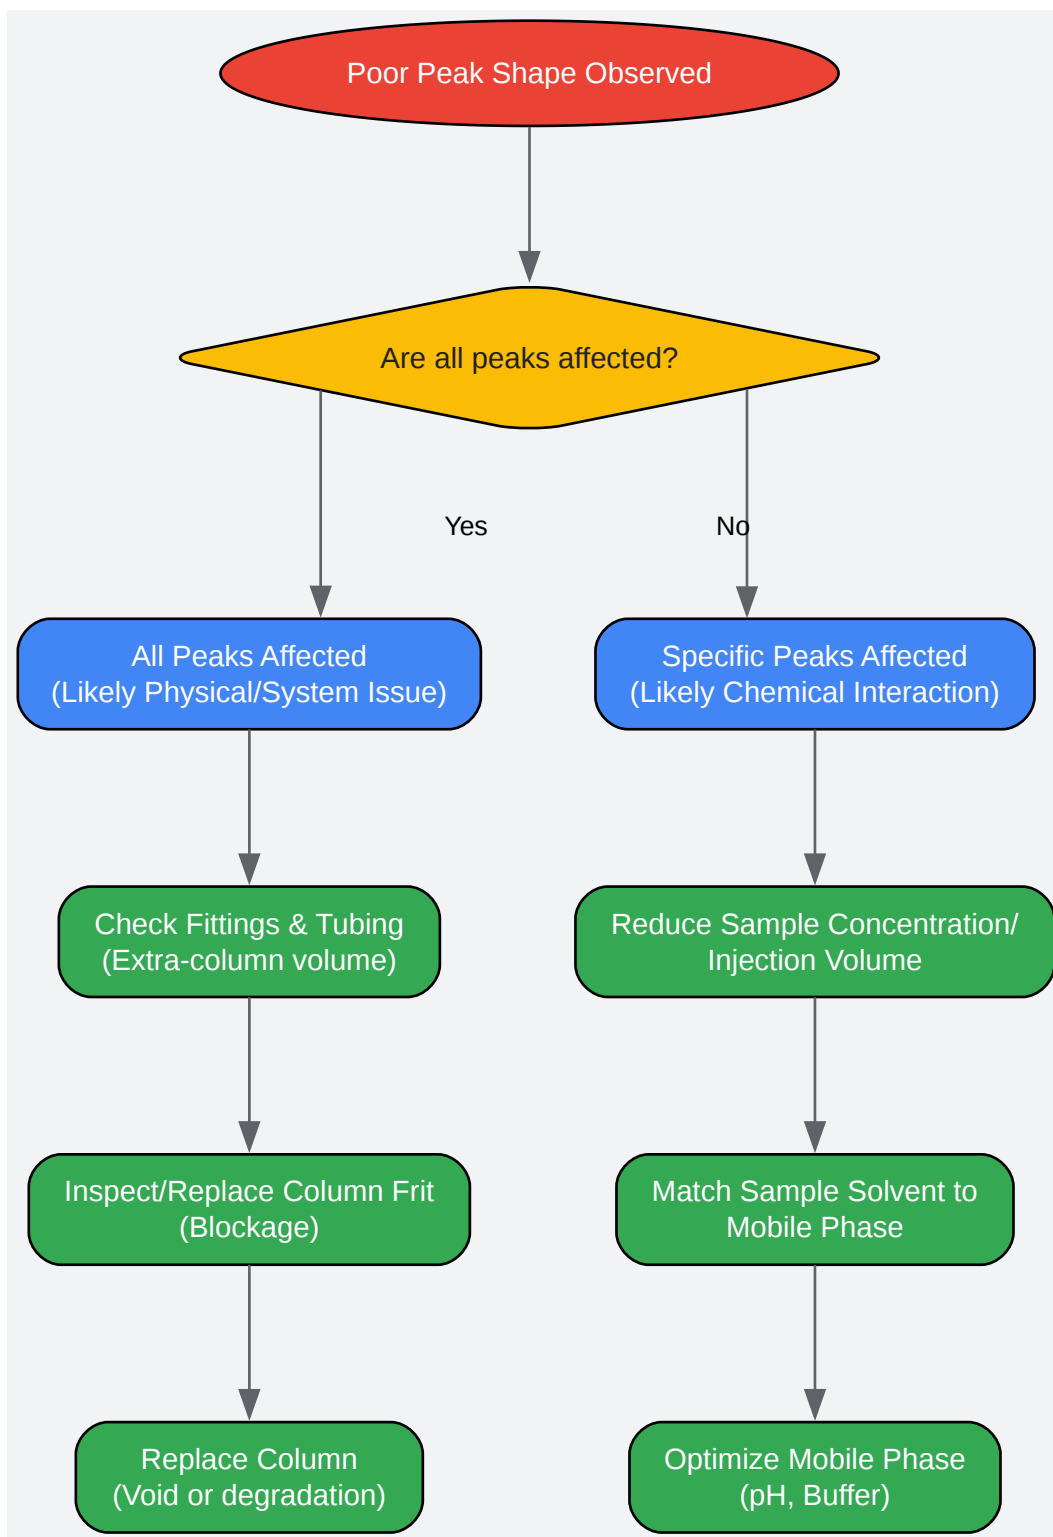 Poor Peak Shape Observed
Are all peaks affected?
Yes
No
All Peaks Affected
(Likely Physical/System Issue)
Specific Peaks Affected
(Likely Chemical Interaction)
Check Fittings & Tubing
(Extra-column volume)
Reduce Sample Concentration/
Injection Volume
Inspect/Replace Column Frit
(Blockage)
Match Sample Solvent to
Mobile Phase
Replace Column
(Void or degradation)
Optimize Mobile Phase
(pH, Buffer)